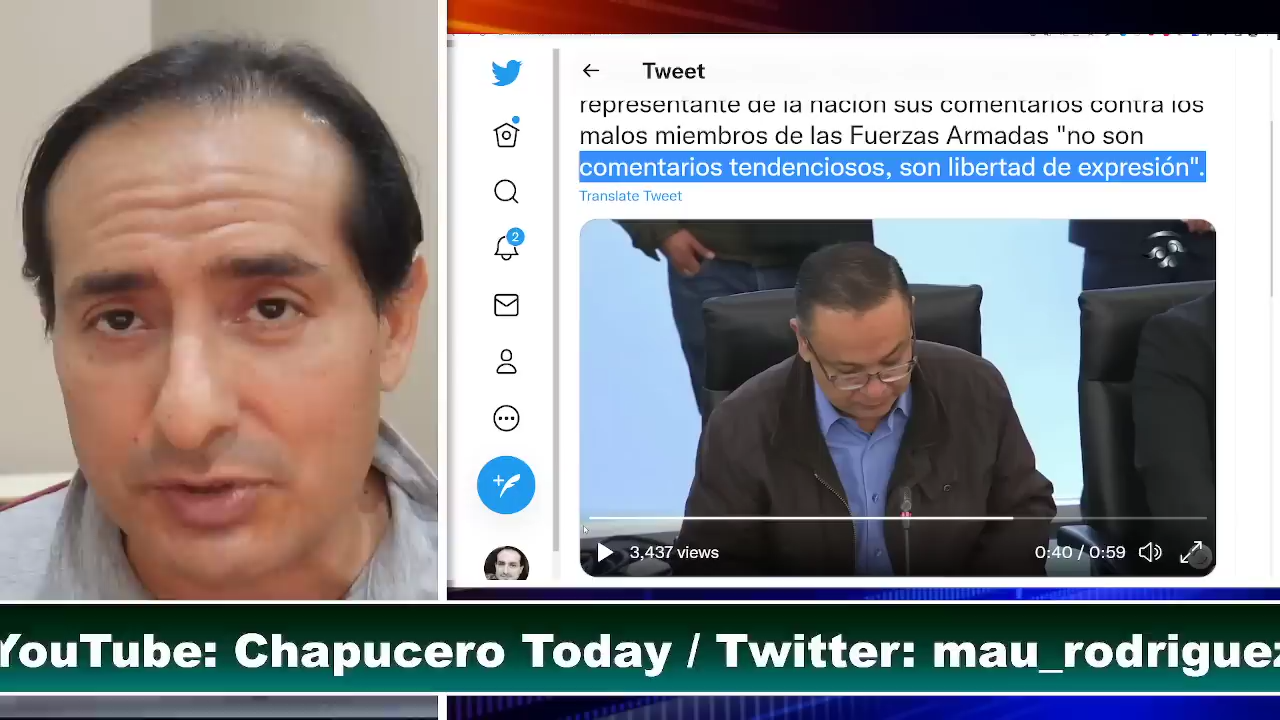 Tweet
representante de la nación sus comentarios contra los
malos miembros de las Fuerzas Armadas "no son
comentarios tendenciosos, son libertad de expresión".
Translate Tweet
2
3,437 views
0:40 / 0:59
YouTube: Chapucero Today / Twitter: mau_rodriguez